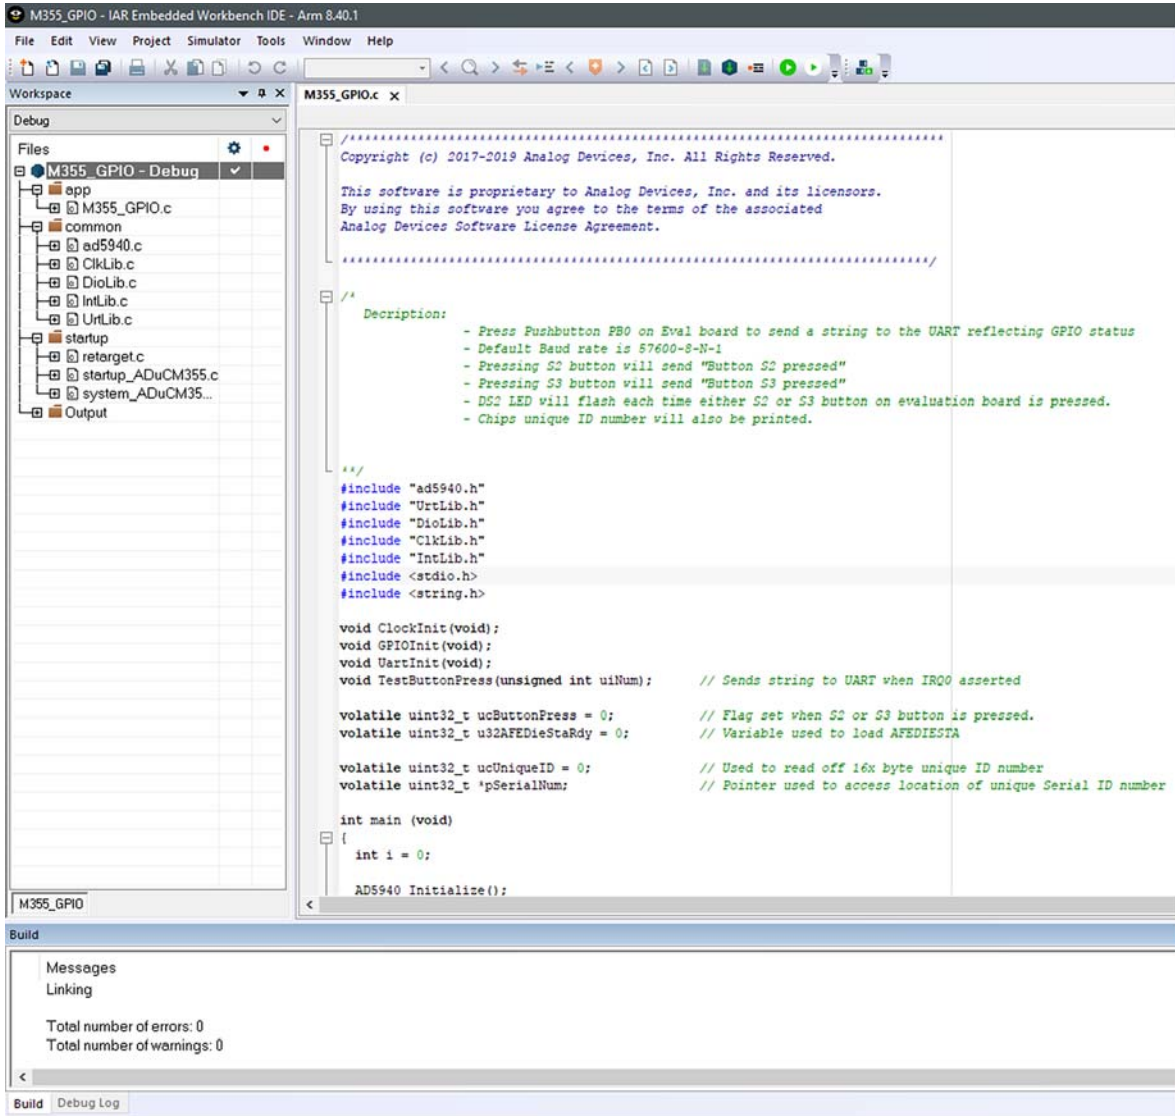 M355_GPIO - IAR Embedded Workbench IDE - Arm 8.40.1
File Edit View Project Simulator Tools Window Help
Workspace
M355_GPIO.c
Debug
Files
M355_GPIO - Debug
app
M355_GPIO.c
common
ad5940.c
ClkLib.c
DioLib.c
IntLib.c
UrtLib.c
startup
retarget.c
startup_ADuCM355.c
system_ADuCM35...
Output
M355_GPIO
/******************************************************************************
Copyright (c) 2017-2019 Analog Devices, Inc. All Rights Reserved.
This software is proprietary to Analog Devices, Inc. and its licensors.
By using this software you agree to the terms of the associated
Analog Devices Software License Agreement.
*****************************************************************************/
/*
Decription:
- Press Pushbutton PB0 on Eval board to send a string to the UART reflecting GPIO status
- Default Baud rate is 57600-8-N-1
- Pressing S2 button will send "Button S2 pressed"
- Pressing S3 button will send "Button S3 pressed"
- DS2 LED will flash each time either S2 or S3 button on evaluation board is pressed.
- Chips unique ID number will also be printed.
**/
#include "ad5940.h"
#include "UrtLib.h"
#include "DioLib.h"
#include "ClkLib.h"
#include "IntLib.h"
#include <stdio.h>
#include <string.h>
void ClockInit(void);
void GPIOInit(void);
void UartInit(void);
void TestButtonPress(unsigned int uiNum); // Sends string to UART when IRQ0 asserted
volatile uint32_t ucButtonPress = 0; // Flag set when S2 or S3 button is pressed.
volatile uint32_t u32AFEDieStaRdy = 0; // Variable used to load AFEDIESTA
volatile uint32_t ucUniqueID = 0; // Used to read off 16x byte unique ID number
volatile uint32_t *pSerialNum; // Pointer used to access location of unique Serial ID number
int main (void)
{
int i = 0;
AD5940_Initialize();
Build
Messages
Linking
Total number of errors: 0
Total number of warnings: 0
Build Debug Log